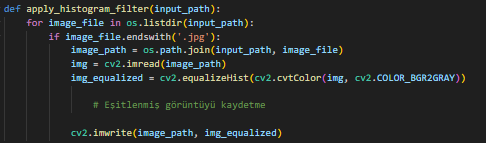 def apply_histogram_filter(input_path):
    for image_file in os.listdir(input_path):
        if image_file.endswith('.jpg'):
            image_path = os.path.join(input_path, image_file)
            img = cv2.imread(image_path)
            img_equalized = cv2.equalizeHist(cv2.cvtColor(img, cv2.COLOR_BGR2GRAY))
                # Eşitlenmiş görüntüyü kaydetme
            cv2.imwrite(image_path, img_equalized)